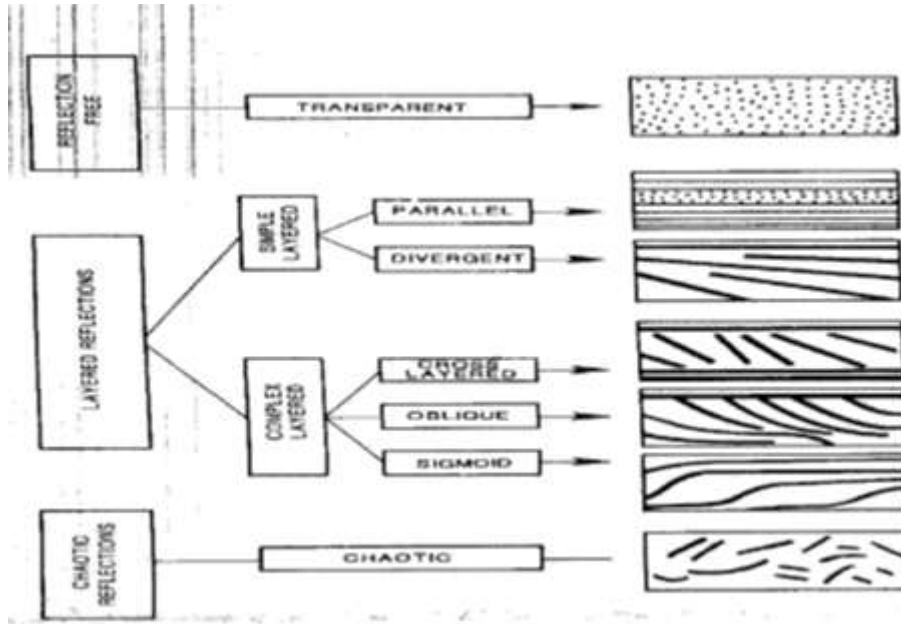 REFLECTION
FREE
TRANSPARENT
LAYERED REFLECTIONS
SIMPLE
LAYERED
PARALLEL
DIVERGENT
COMPLEX
LAYERED
CROSS
LAYERED
OBLIQUE
SIGMOID
CHAOTIC
REFLECTIONS
CHAOTIC